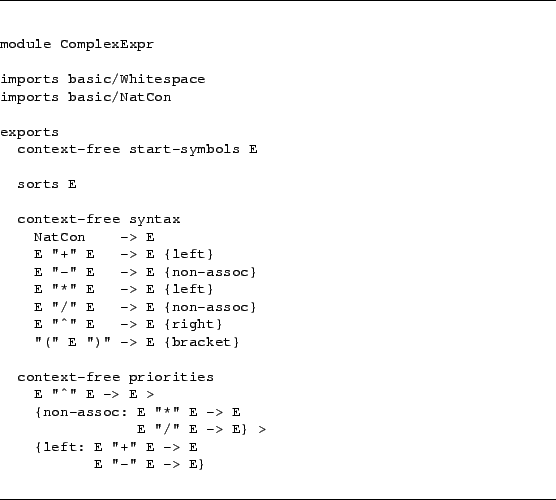 module ComplexExpr
imports basic/Whitespace
imports basic/NatCon
exports
  context-free start-symbols E
  sorts E
  context-free syntax
    NatCon    -> E
    E "+" E   -> E {left}
    E "-" E   -> E {non-assoc}
    E "*" E   -> E {left}
    E "/" E   -> E {non-assoc}
    E "^" E   -> E {right}
    "(" E ")" -> E {bracket}
  context-free priorities
    E "^" E -> E >
    {non-assoc: E "*" E -> E
                E "/" E -> E} >
    {left: E "+" E -> E
           E "-" E -> E}